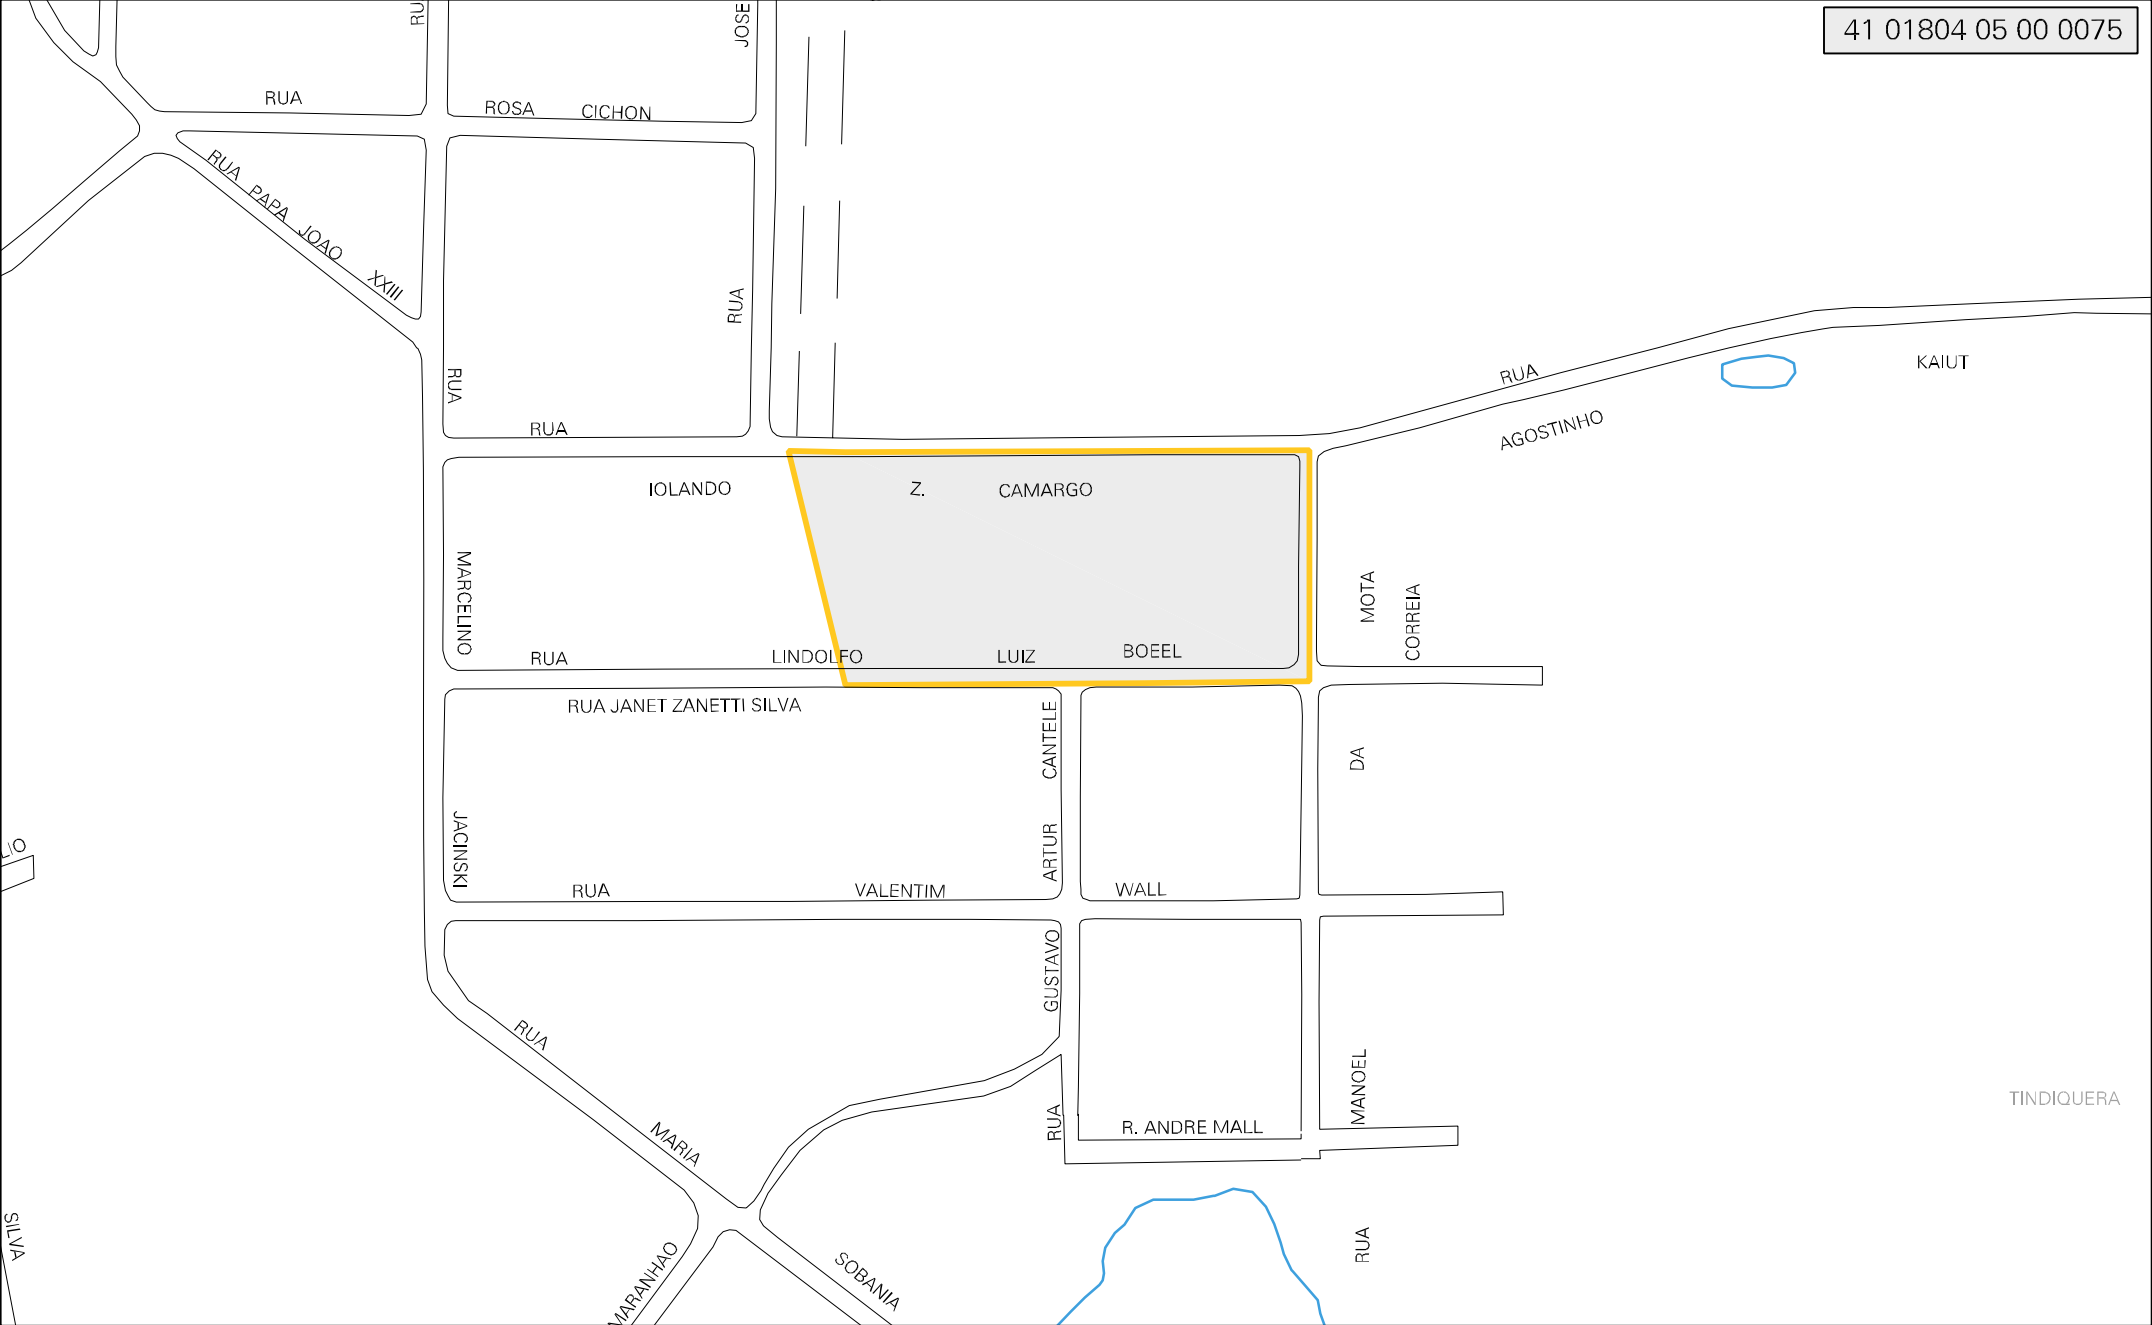 41 01804 05 00 0075
RU
JOSE
RUA
ROSA CICHON
RUA PAPA JOAO XXIII
RUA
RUA
RUA
RUA
KAIUT
AGOSTINHO
IOLANDO Z. CAMARGO
MARCELINO
MOTA
CORREIA
RUA LINDOLFO LUIZ BOEEL
RUA JANET ZANETTI SILVA
CANTELE
DA
JACINSKI
ARTUR
LIO
RUA VALENTIM WALL
GUSTAVO
RUA
MANOEL
TINDIQUERA
RUA
R. ANDRE MALL
MARIA
SILVA
RUA
MARANHAO
SOBANIA